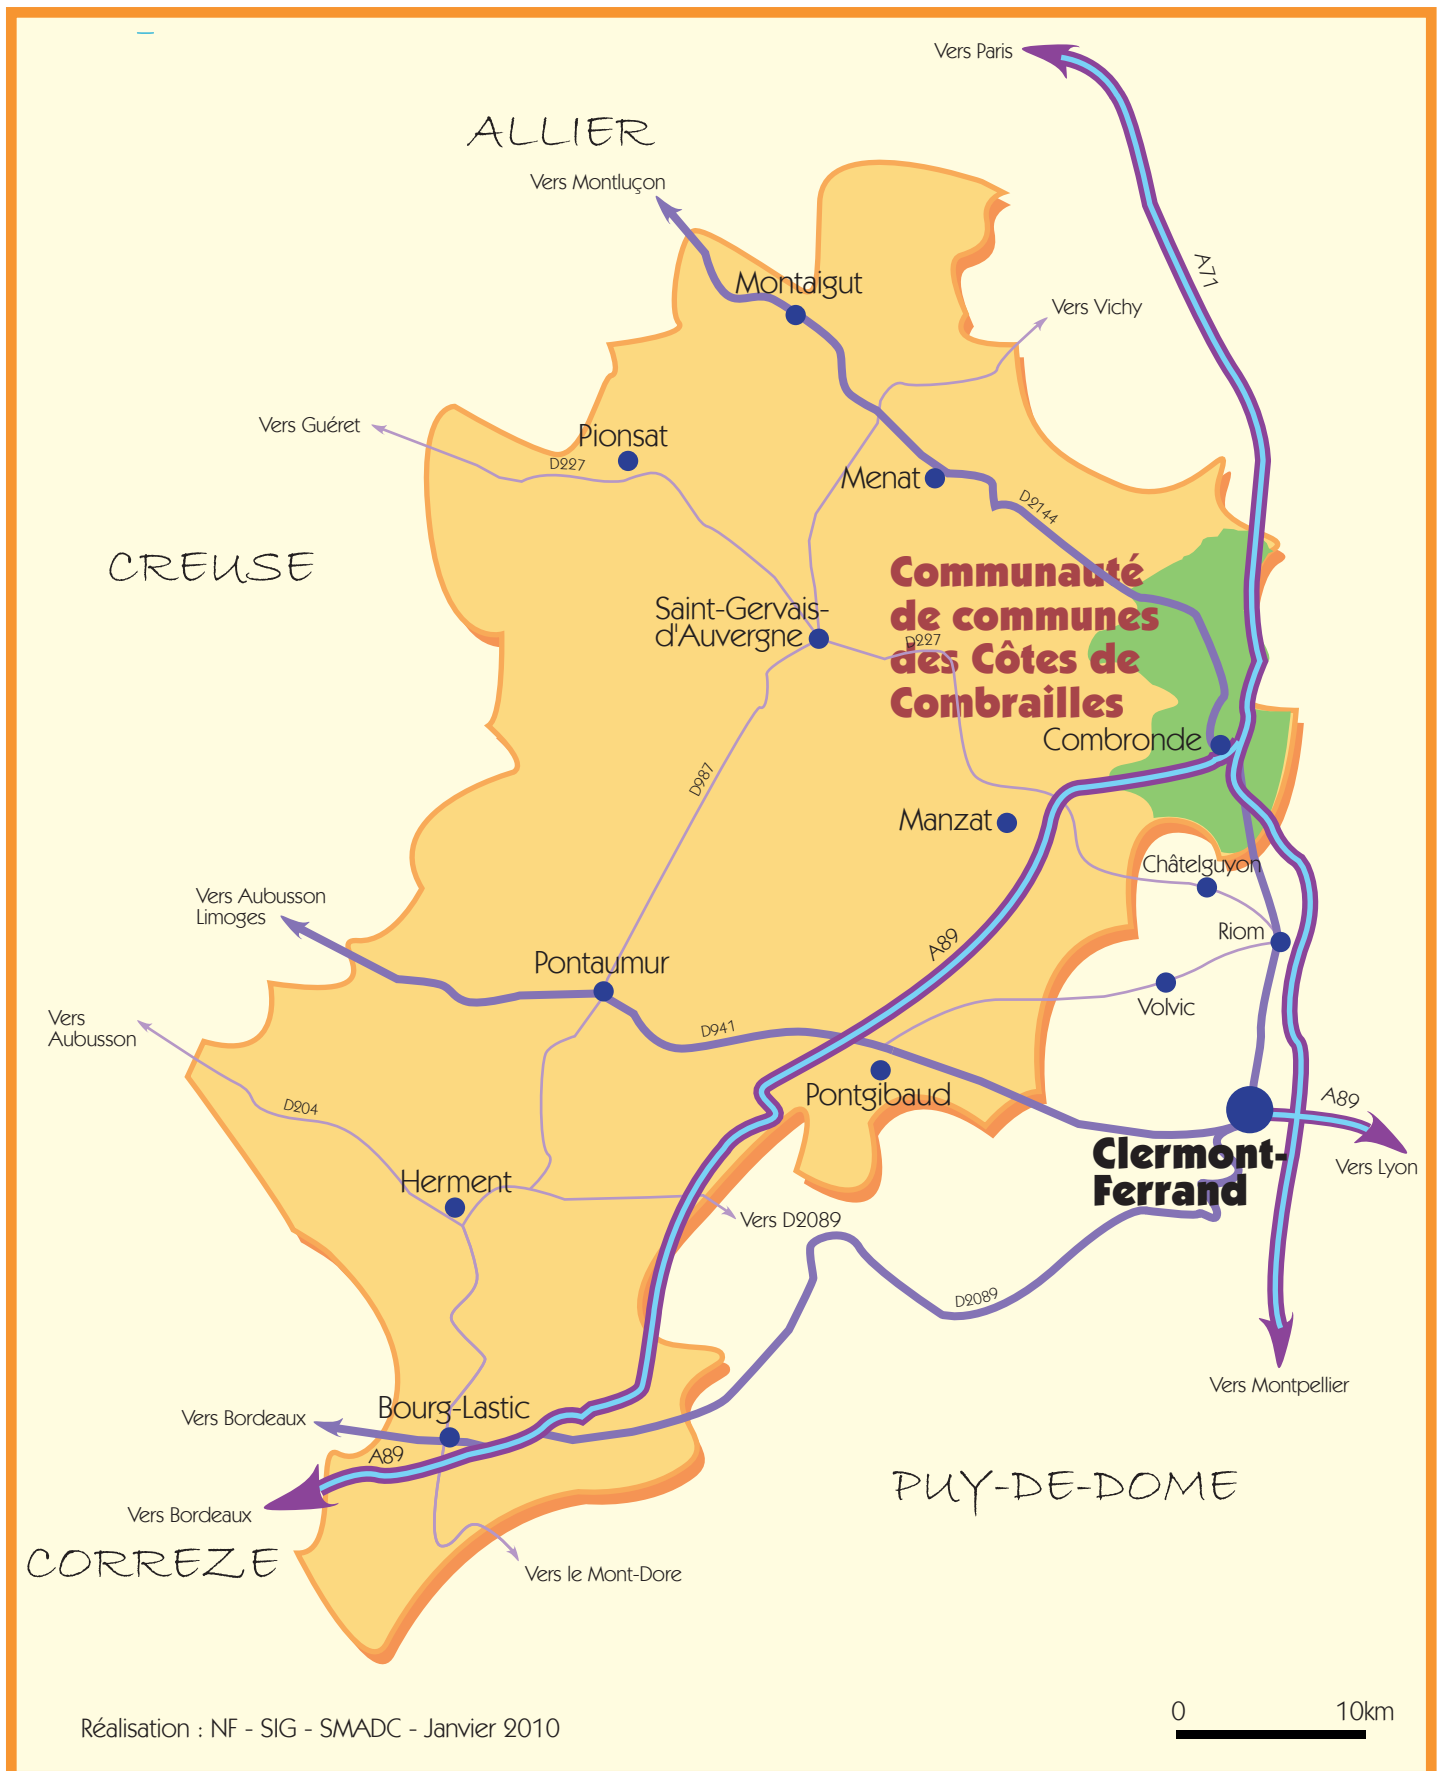 Vers Paris
ALLIER
Vers Montluçon
A71
Montaigut
Vers Vichy
Vers Guéret
Pionsat
D227
Menat
D2144
CREUSE
Communauté
de communes
des Côtes de
Combrailles
Saint-Gervais-
d'Auvergne
D227
Combronde
D987
Manzat
Châtelguyon
Vers Aubusson
Limoges
Riom
A89
Pontaumur
Volvic
Vers
Aubusson
D941
Pontgibaud
D204
A89
Clermont-
Ferrand
Vers Lyon
Herment
Vers D2089
D2089
Vers Montpellier
Bourg-Lastic
Vers Bordeaux
A89
PUY-DE-DOME
Vers Bordeaux
CORREZE
Vers le Mont-Dore
0 10km
Réalisation : NF - SIG - SMADC - Janvier 2010